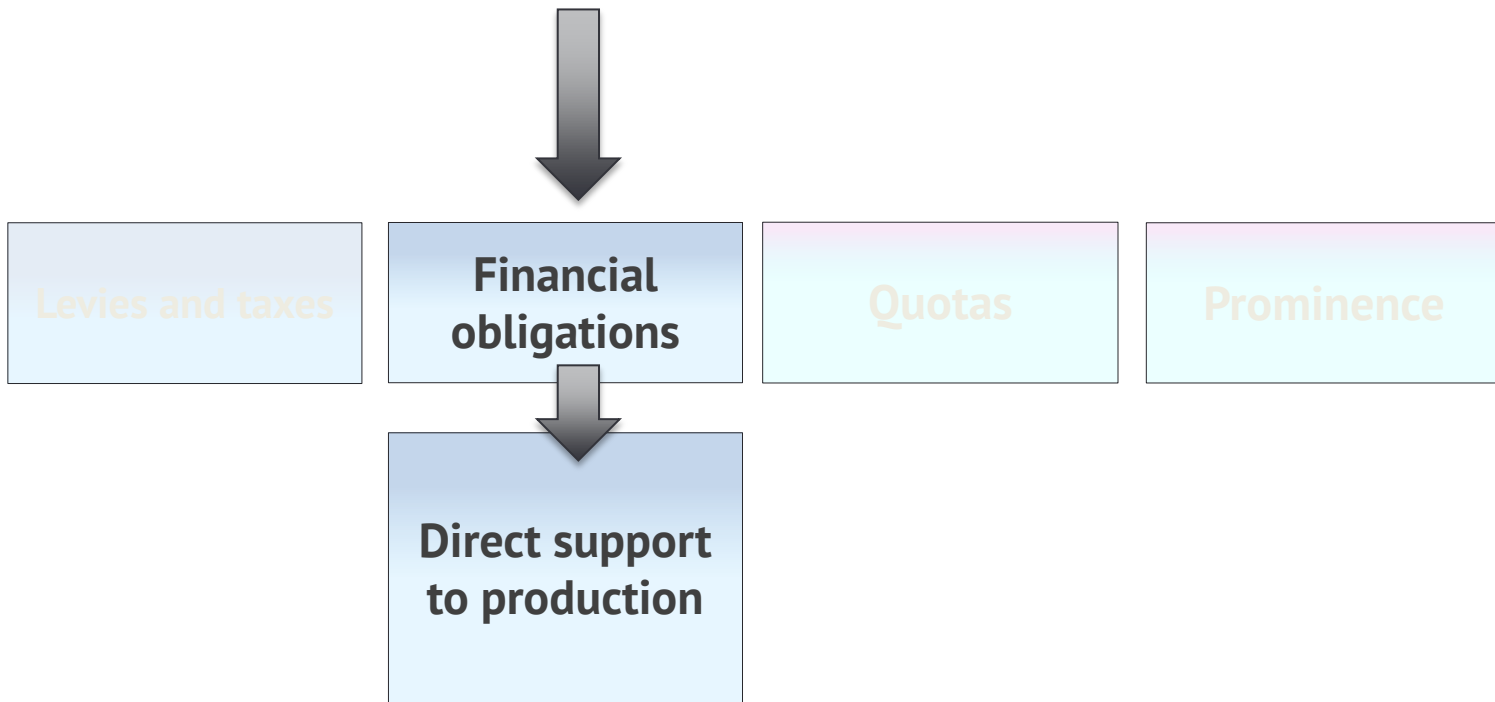 Levies and taxes
Financial
obligations
Quotas
Prominence
Direct support
to production